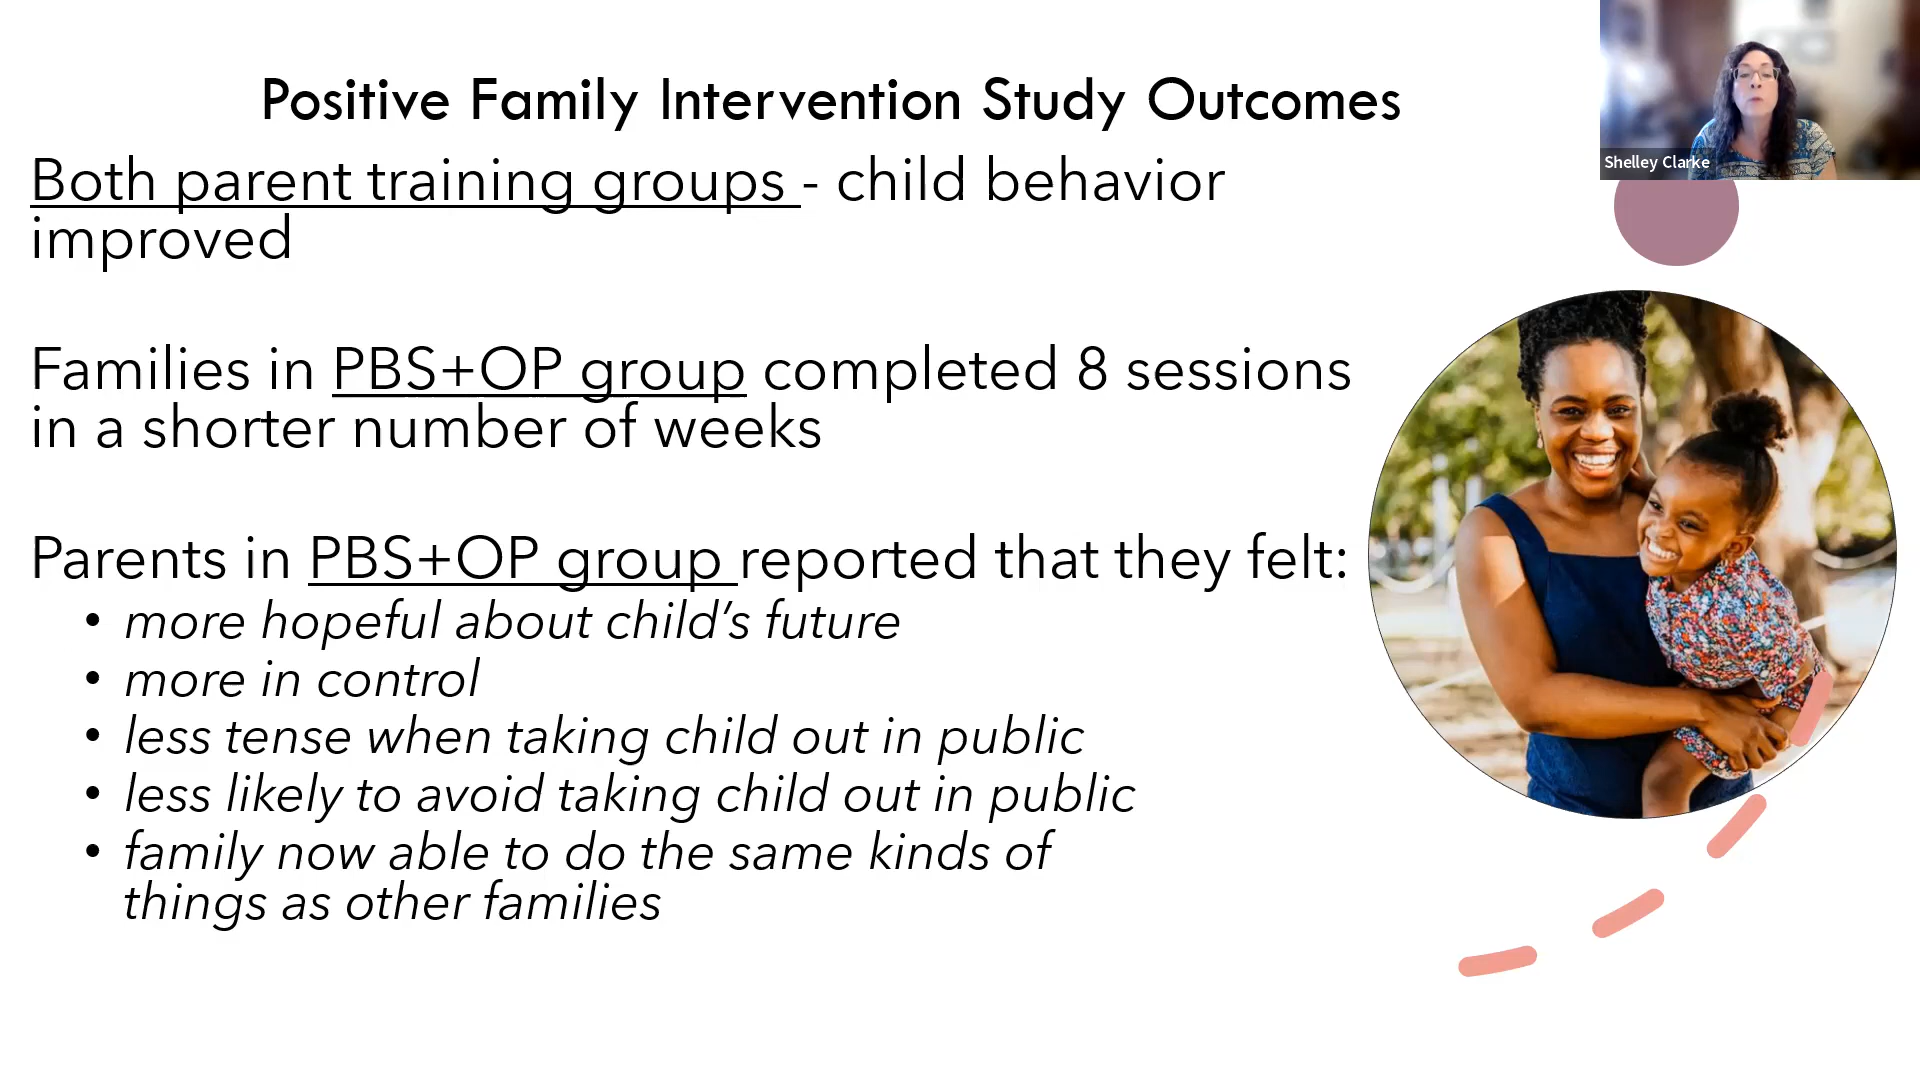 Positive Family Intervention Study Outcomes
Shelley Clarke
Both parent training groups - child behavior
improved
Families in PBS+OP group completed 8 sessions
in a shorter number of weeks
Parents in PBS+OP group reported that they felt:
• more hopeful about child’s future
• more in control
• less tense when taking child out in public
• less likely to avoid taking child out in public
• family now able to do the same kinds of
things as other families